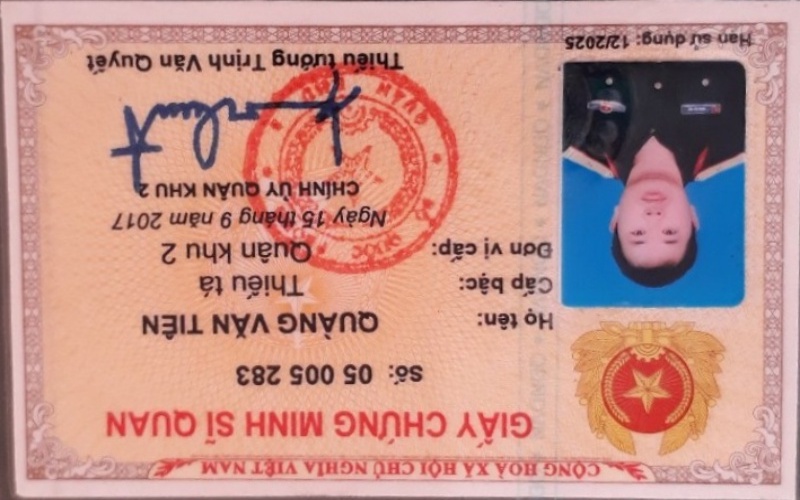 CỘNG HOÀ XÃ HỘI CHỦ NGHĨA VIỆT NAM
GIẤY CHỨNG MINH SĨ QUAN
Số: 05 005 283
Họ tên: QUÀNG VĂN TIÊN
Cấp bậc: Thiếu tá
Đơn vị cấp: Quân khu 2
Ngày 15 tháng 9 năm 2017
CHÍNH ỦY QUÂN KHU 2
Thiếu tướng Trịnh Văn Quyết
Hạn sử dụng: 12/2025